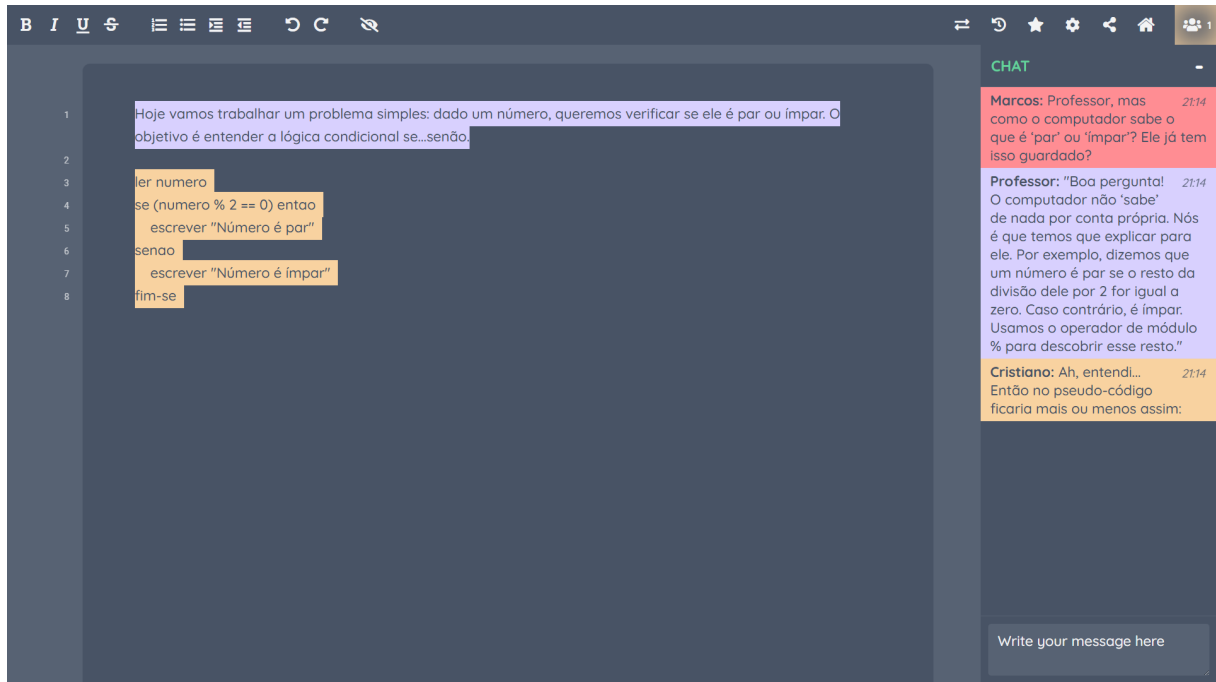 B I U S
1
CHAT -
1 Hoje vamos trabalhar um problema simples: dado um número, queremos verificar se ele é par ou ímpar. O
objetivo é entender a lógica condicional se...senão.
2
3 ler numero
4 se (numero % 2 == 0) entao
5 escrever "Número é par"
6 senao
7 escrever "Número é ímpar"
8 fim-se
Marcos: Professor, mas 21:14
como o computador sabe o
que é ‘par’ ou ‘ímpar’? Ele já tem
isso guardado?
Professor: "Boa pergunta! 21:14
O computador não ‘sabe’
de nada por conta própria. Nós
é que temos que explicar para
ele. Por exemplo, dizemos que
um número é par se o resto da
divisão dele por 2 for igual a
zero. Caso contrário, é ímpar.
Usamos o operador de módulo
% para descobrir esse resto."
Cristiano: Ah, entendi... 21:14
Então no pseudo-código
ficaria mais ou menos assim:
Write your message here